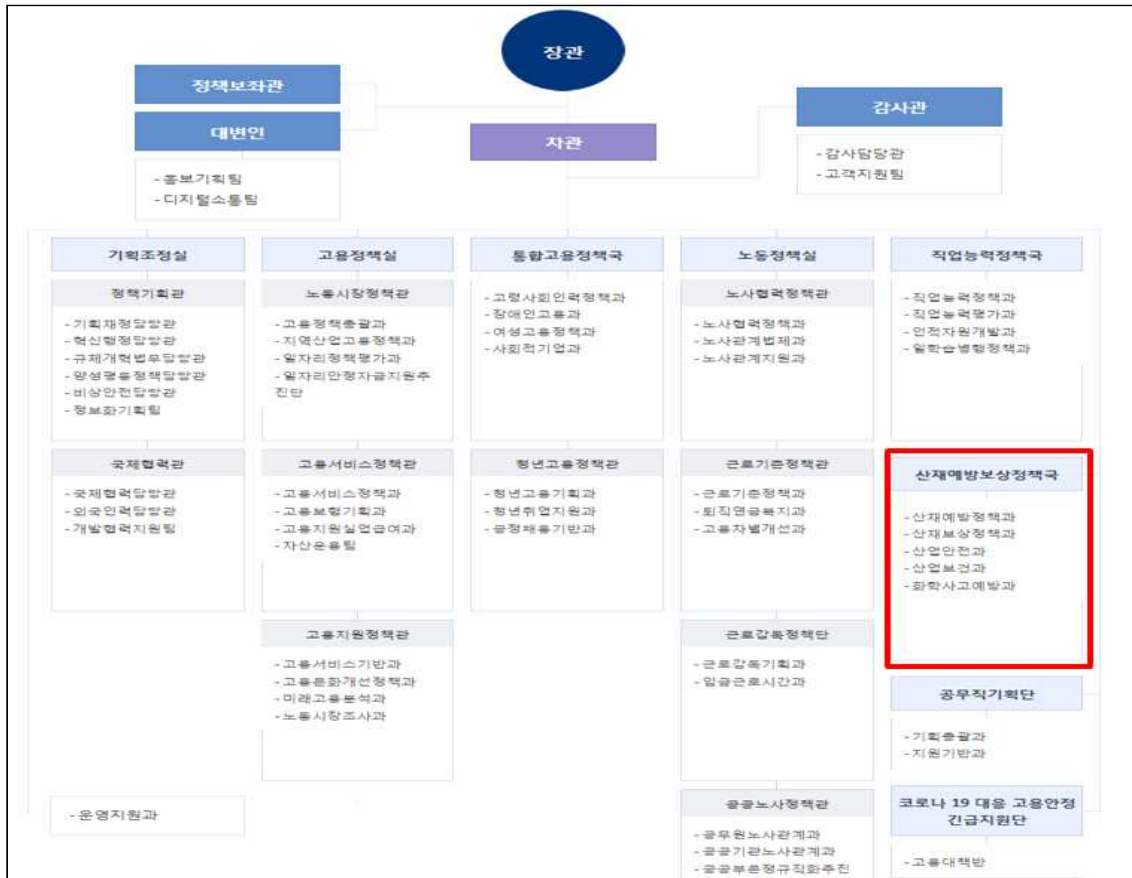 장관
정책보좌관
대변인
- 홍보기획팀
- 디지털소통팀
차관
감사관
- 감사담당관
- 고객지원팀
기획조정실
정책기획관
- 기획재정담당관
- 혁신행정담당관
- 규제개혁법무담당관
- 양성평등정책담당관
- 비상안전담당관
- 정보화기획팀
국제협력관
- 국제협력담당관
- 외국인력담당관
- 개발협력지원팀
- 운영지원과
고용정책실
노동시장정책관
- 고용정책총괄과
- 지역산업고용정책과
- 일자리정책평가과
- 일자리안정자금지원추
진단
고용서비스정책관
- 고용서비스정책과
- 고용보험기획과
- 고용지원실업급여과
- 자산운용팀
고용지원정책관
- 고용서비스기반과
- 고용문화개선정책과
- 미래고용분석과
- 노동시장조사과
통합고용정책국
- 고령사회인력정책과
- 장애인고용과
- 여성고용정책과
- 사회적기업과
청년고용정책관
- 청년고용기획과
- 청년취업지원과
- 공정채용기반과
노동정책실
노사협력정책관
- 노사협력정책과
- 노사관계법제과
- 노사관계지원과
근로기준정책관
- 근로기준정책과
- 퇴직연금복지과
- 고용차별개선과
근로감독정책단
- 근로감독기획과
- 임금근로시간과
공공노사정책관
- 공무원노사관계과
- 공공기관노사관계과
- 공공부문정규직화추진
직업능력정책국
- 직업능력정책과
- 직업능력평가과
- 인적자원개발과
- 일학습병행정책과
산재예방보상정책국
- 산재예방정책과
- 산재보상정책과
- 산업안전과
- 산업보건과
- 화학사고예방과
공무직기획단
- 기획총괄과
- 지원기반과
코로나 19 대응 고용안정
긴급지원단
- 고용대책반